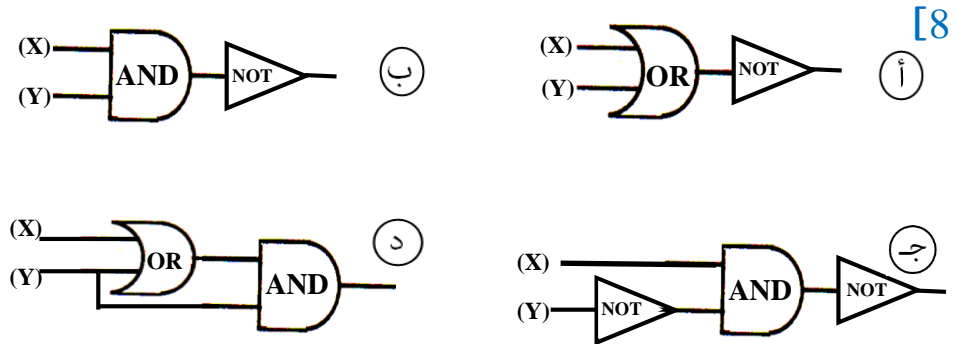 [8
(X)
(Y)
OR
NOT
أ
(X)
(Y)
AND
NOT
ب
(X)
(Y)
NOT
AND
NOT
جـ
(X)
(Y)
OR
AND
د